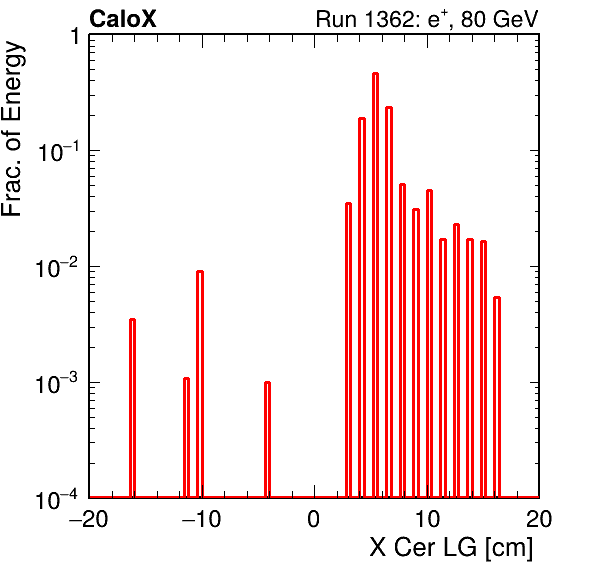 CaloX Run 1362: e⁺, 80 GeV
Frac. of Energy
1
10⁻¹
10⁻²
10⁻³
10⁻⁴
−20 −10 0 10 20
X Cer LG [cm]